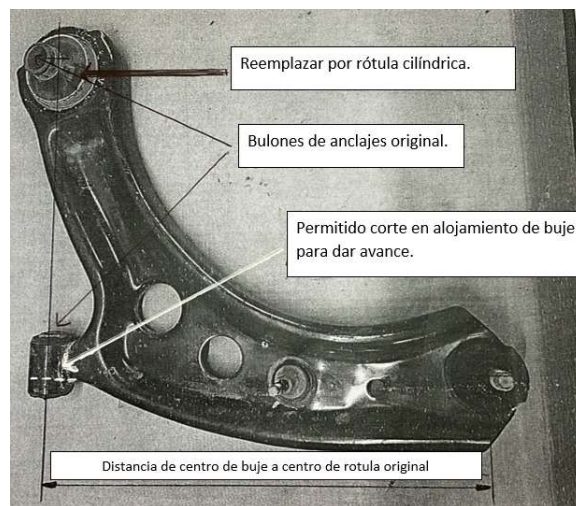 Reemplazar por rótula cilíndrica.
Bulones de anclajes original.
Permitido corte en alojamiento de buje
para dar avance.
Distancia de centro de buje a centro de rotula original